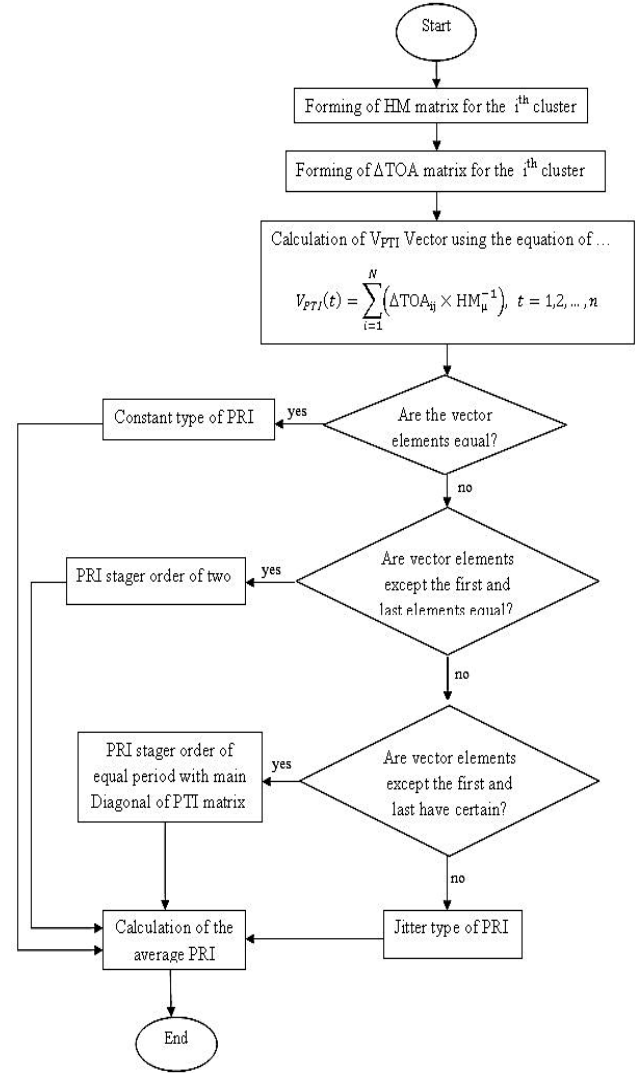 Start
Forming of HM matrix for the i^th cluster
Forming of ΔTOA matrix for the i^th cluster
Calculation of V_PTI Vector using the equation of …
V_PTI(t) = ∑_{i=1}^{N} (ΔTOA_ij × HM_μ^{-1}), t = 1,2, … , n
Are the vector
elements equal?
yes
Constant type of PRI
no
Are vector elements
except the first and
last elements equal?
yes
PRI stager order of two
no
Are vector elements
except the first and
last have certain?
yes
PRI stager order of
equal period with main
Diagonal of PTI matrix
no
Jitter type of PRI
Calculation of the
average PRI
End